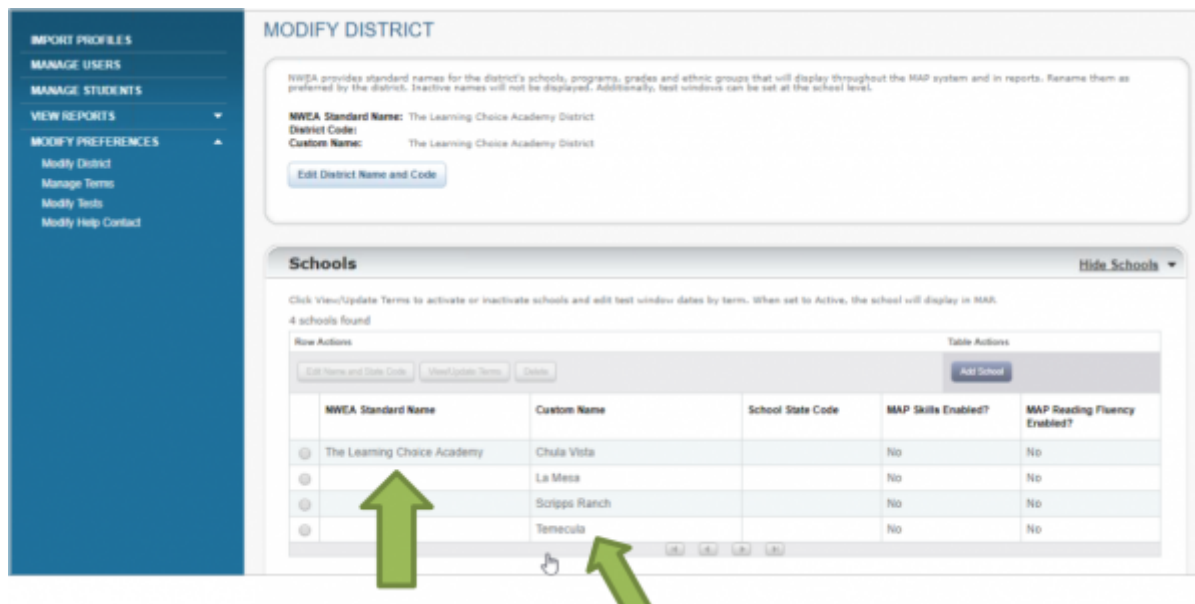 MODIFY DISTRICT
IMPORT PROFILES
MANAGE USERS
MANAGE STUDENTS
VIEW REPORTS
MODIFY PREFERENCES
Modify District
Manage Terms
Modify Tests
Modify Help Contact
NWEA provides standard names for the district's schools, programs, grades and ethnic groups that will display throughout the MAP system and in reports. Rename them as
preferred by the district. Inactive names will not be displayed. Additionally, test windows can be set at the school level.
NWEA Standard Name: The Learning Choice Academy District
District Code:
Custom Name: The Learning Choice Academy District
Edit District Name and Code
Schools Hide Schools
Click View/Update Terms to activate or inactivate schools and edit test window dates by term. When set to Active, the school will display in MAP.
4 schools found
Row Actions Table Actions
Edit Name and State Code View/Update Terms Delete Add School
NWEA Standard Name Custom Name School State Code MAP Skills Enabled? MAP Reading Fluency
Enabled?
The Learning Choice Academy Chula Vista No No
La Mesa No No
Scripps Ranch No No
Temecula No No